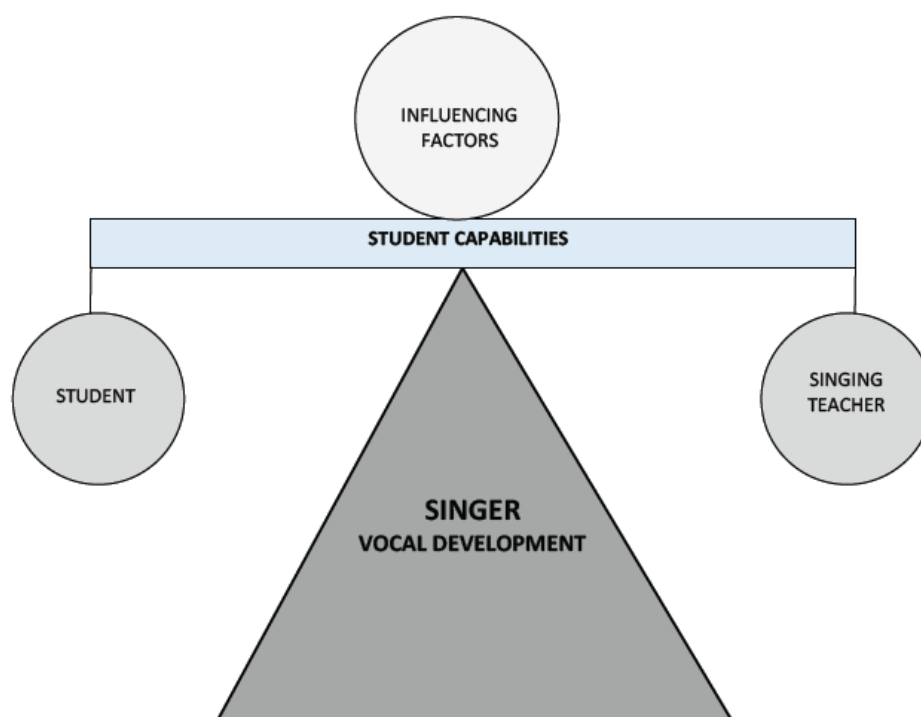 INFLUENCING
FACTORS
STUDENT CAPABILITIES
STUDENT
SINGING
TEACHER
SINGER
VOCAL DEVELOPMENT